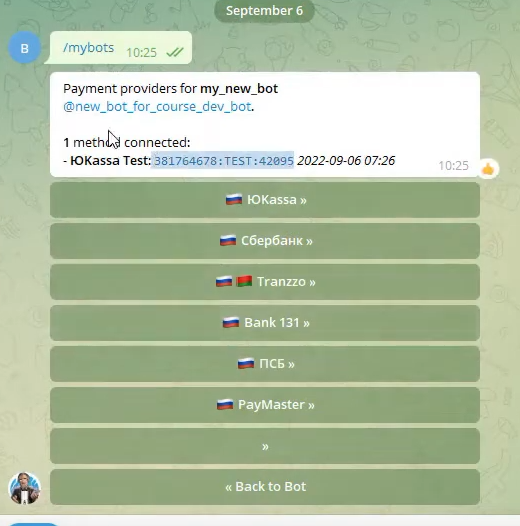 September 6
B
/mybots 10:25
Payment providers for my_new_bot
@new_bot_for_course_dev_bot.
1 method connected:
- ЮKassa Test: 381764678:TEST:42095 2022-09-06 07:26
10:25
ЮKassa »
Сбербанк »
Tranzzo »
Bank 131 »
ПСБ »
PayMaster »
»
« Back to Bot